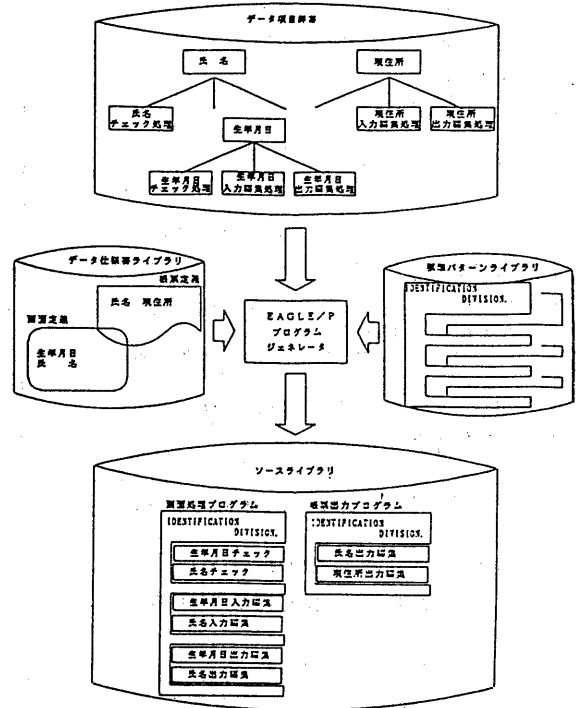 データ項目辞書
氏 名
現住所
氏名
チェック処理
現住所
入力編集処理
現住所
出力編集処理
生年月日
生年月日
チェック処理
生年月日
入力編集処理
生年月日
出力編集処理
データ仕様書ライブラリ
帳票定義
氏名 現住所
画面定義
生年月日
氏 名
EAGLE/P
プログラム
ジェネレータ
標準パターンライブラリ
IDENTIFICATION
DIVISION.
ソースライブラリ
画面処理プログラム
IDENTIFICATION
DIVISION.
生年月日チェック
氏名チェック
生年月日入力編集
氏名入力編集
生年月日出力編集
氏名出力編集
帳票出力プログラム
IDENTIFICATION
DIVISION.
氏名出力編集
現住所出力編集